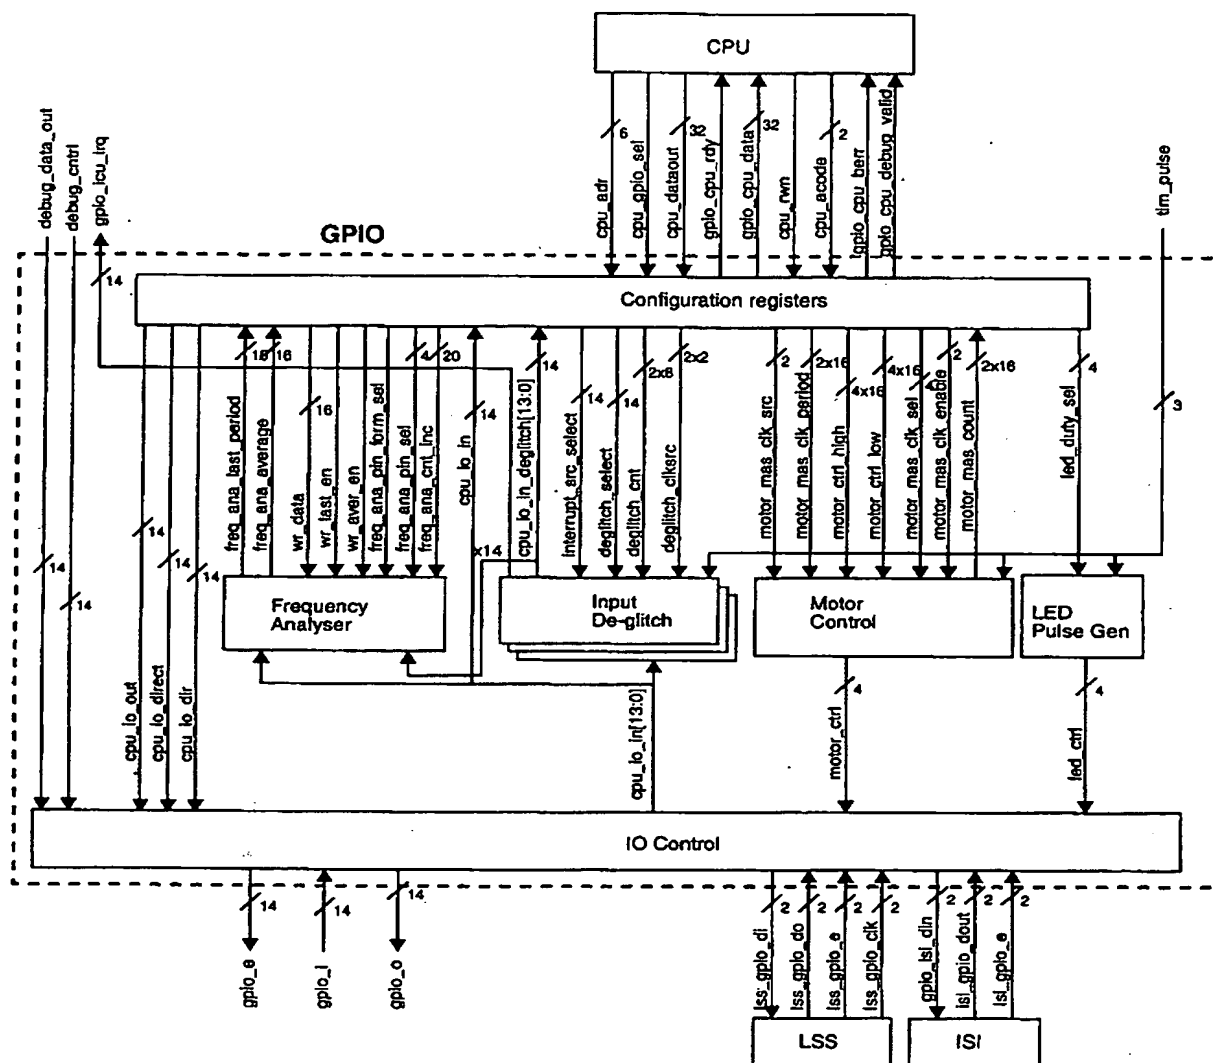 CPU
debug_data_out
debug_cntrl
gpio_icu_irq
cpu_adr
6
cpu_gpio_sel
cpu_dataout
32
gpio_cpu_rdy
gpio_cpu_data
32
cpu_rwn
cpu_acode
2
gpio_cpu_berr
gpio_cpu_debug_valid
tim_pulse
3
GPIO
14
Configuration registers
freq_ana_last_period
16
freq_ana_average
16
wr_data
16
wr_last_en
wr_aver_en
freq_ana_pin_form_sel
freq_ana_pin_sel
4
freq_ana_cnt_inc
20
cpu_io_in
14
cpu_io_in_deglitch[13:0]
14
x14
interrupt_src_select
14
deglitch_select
14
deglitch_cnt
2x8
deglitch_clksrc
2x2
motor_mas_clk_src
2
motor_mas_clk_period
2x16
motor_ctrl_high
4x16
motor_ctrl_low
4x16
motor_mas_clk_sel
4
motor_mas_clk_enable
2
motor_mas_count
2x16
led_duty_sel
4
14
14
14
14
14
Frequency
Analyser
Input
De-glitch
Motor
Control
LED
Pulse Gen
cpu_io_out
cpu_io_direct
cpu_io_dir
cpu_io_in[13:0]
motor_ctrl
4
led_ctrl
4
IO Control
14
gpio_e
14
gpio_i
14
gpio_o
2
lss_gpio_di
2
lss_gpio_do
2
lss_gpio_e
2
lss_gpio_clk
2
gpio_isi_din
2
isi_gpio_dout
2
isi_gpio_e
LSS
ISI